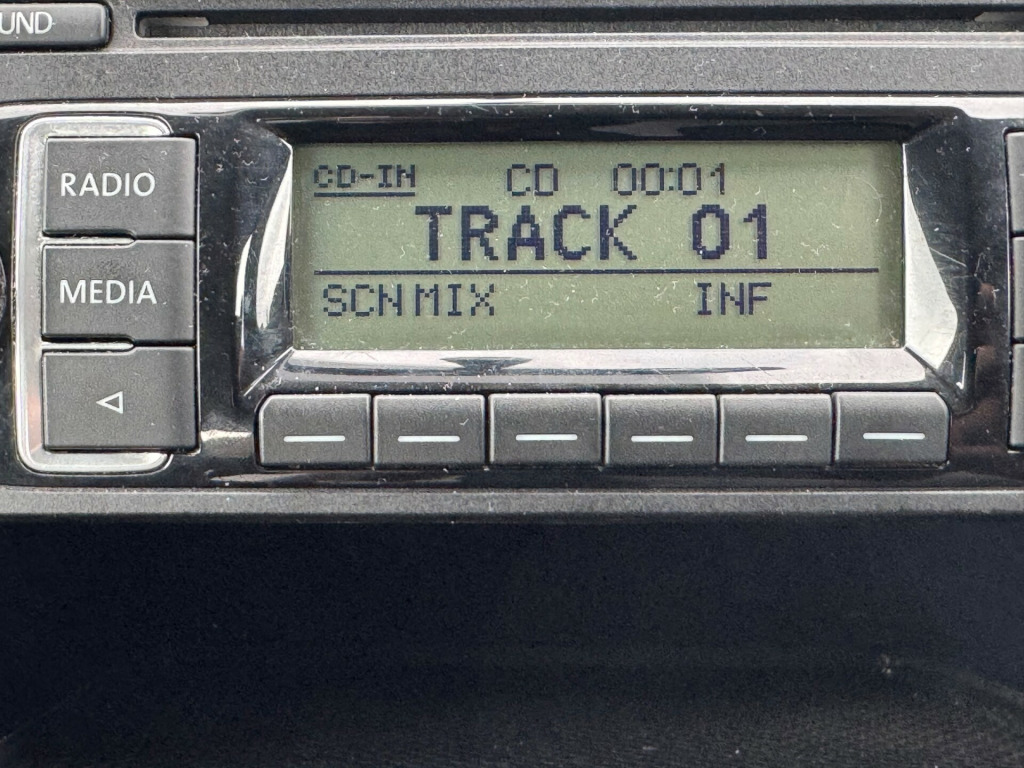 UND
RADIO
CD-IN CD 00:01
TRACK 01
MEDIA
SCN MIX INF